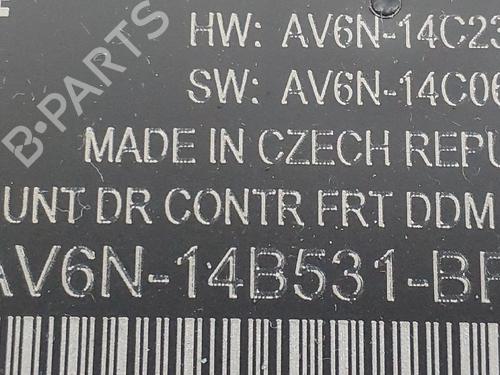 HW: AV6N-14C23
SW: AV6N-14C06
MADE IN CZECH REPU
UNT DR CONTR FRT DDM
AV6N-14B531-BF
B-PARTS